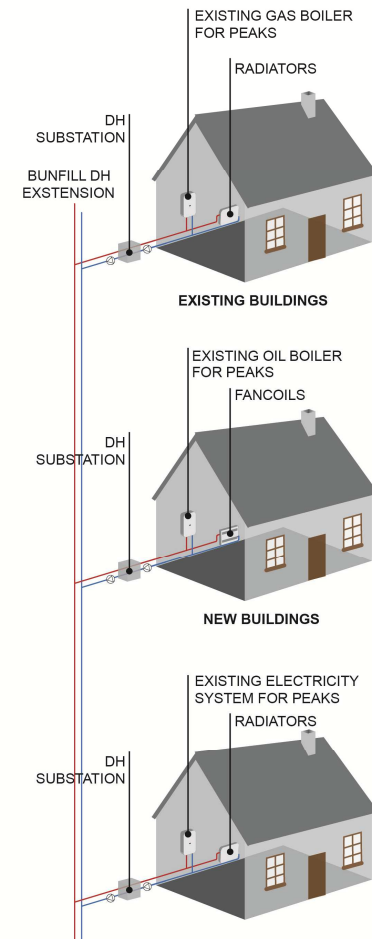 EXISTING GAS BOILER
FOR PEAKS
RADIATORS
DH
SUBSTATION
BUNFILL DH
EXSTENSION
EXISTING BUILDINGS
EXISTING OIL BOILER
FOR PEAKS
FANCOILS
DH
SUBSTATION
NEW BUILDINGS
EXISTING ELECTRICITY
SYSTEM FOR PEAKS
RADIATORS
DH
SUBSTATION